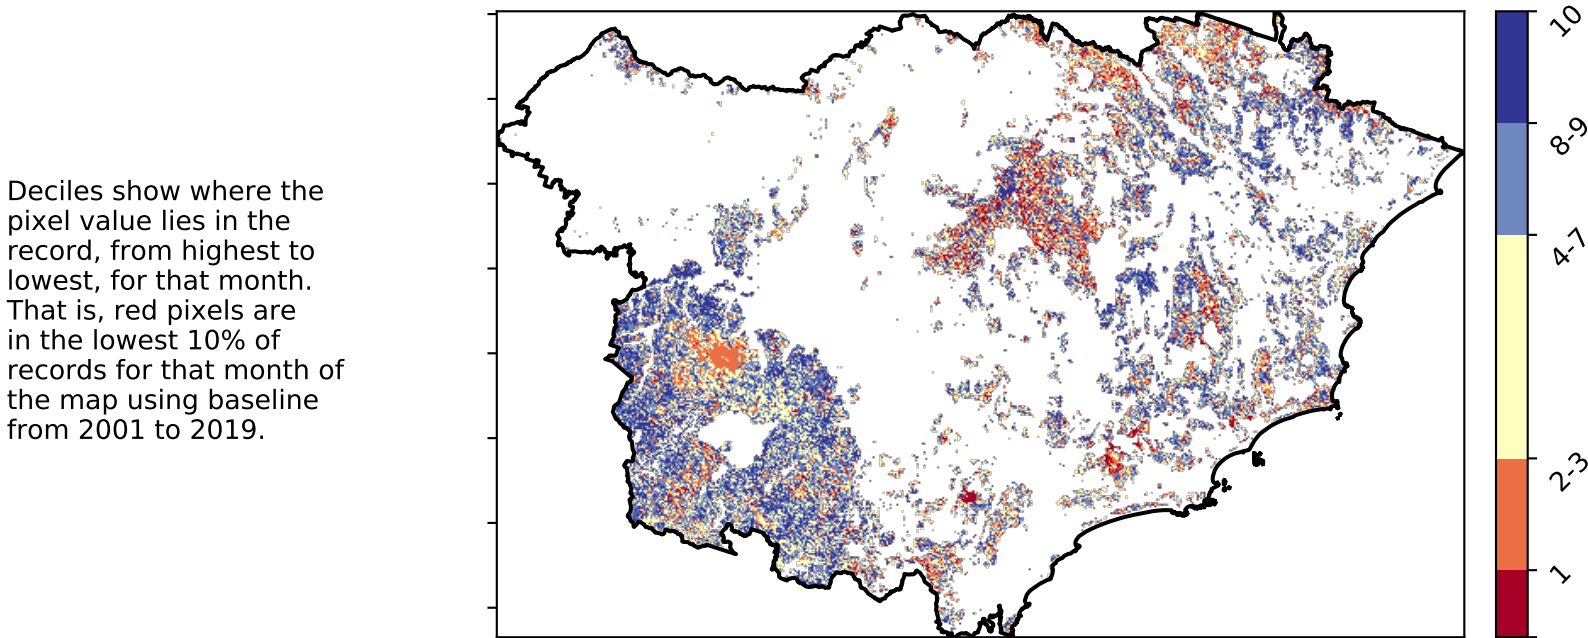 Deciles show where the
pixel value lies in the
record, from highest to
lowest, for that month.
That is, red pixels are
in the lowest 10% of
records for that month of
the map using baseline
from 2001 to 2019.
10
8-9
4-7
2-3
1